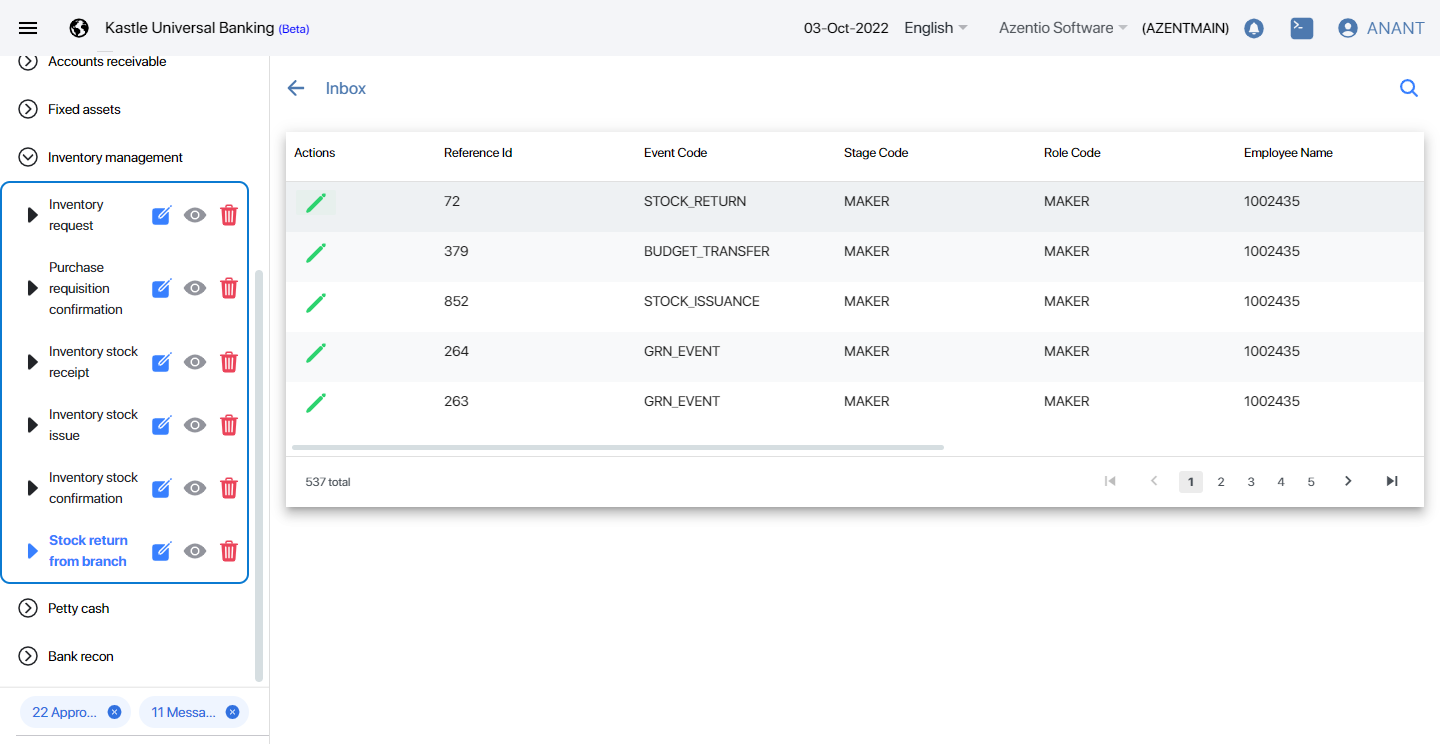 Kastle Universal Banking (Beta)
03-Oct-2022 English Azentio Software (AZENTMAIN) ANANT
Accounts receivable
Fixed assets
Inventory management
Inventory
request
Purchase
requisition
confirmation
Inventory stock
receipt
Inventory stock
issue
Inventory stock
confirmation
Stock return
from branch
Petty cash
Bank recon
22 Appro...
11 Messa...
Inbox
Actions Reference Id Event Code Stage Code Role Code Employee Name
72 STOCK_RETURN MAKER MAKER 1002435
379 BUDGET_TRANSFER MAKER MAKER 1002435
852 STOCK_ISSUANCE MAKER MAKER 1002435
264 GRN_EVENT MAKER MAKER 1002435
263 GRN_EVENT MAKER MAKER 1002435
537 total 1 2 3 4 5